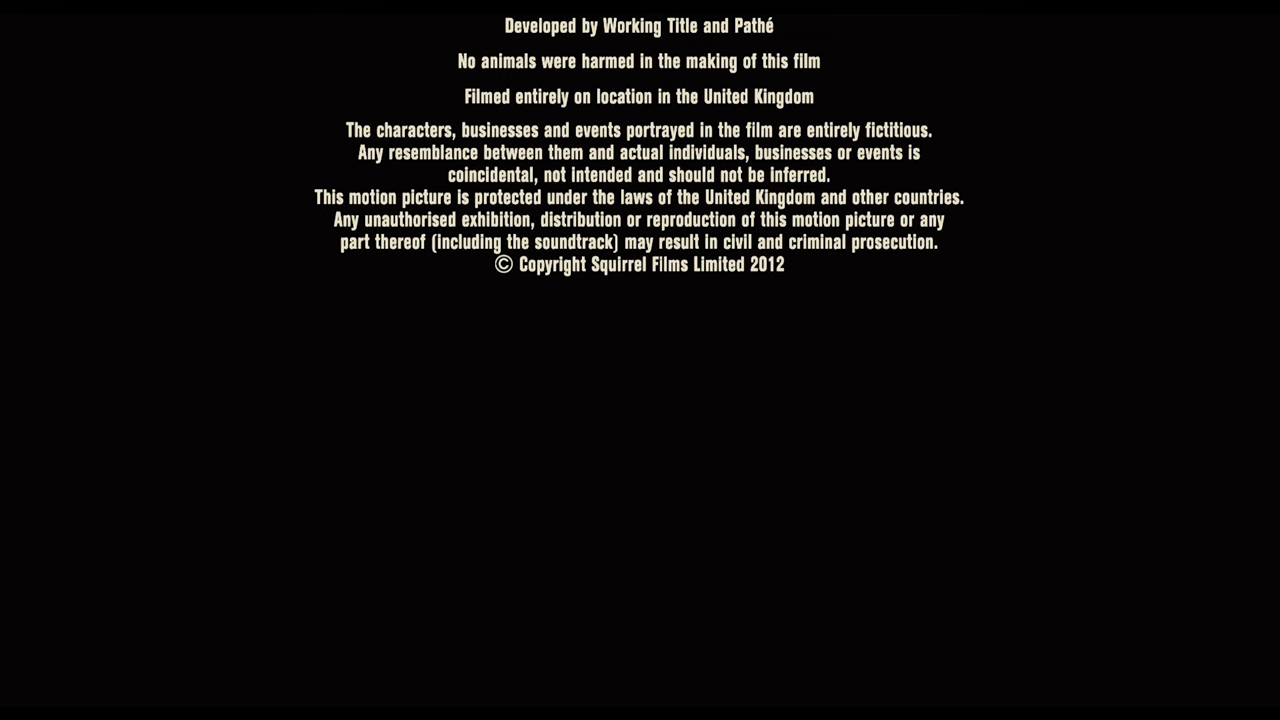 Developed by Working Title and Pathé
No animals were harmed in the making of this film
Filmed entirely on location in the United Kingdom
The characters, businesses and events portrayed in the film are entirely fictitious.
Any resemblance between them and actual individuals, businesses or events is
coincidental, not intended and should not be inferred.
This motion picture is protected under the laws of the United Kingdom and other countries.
Any unauthorised exhibition, distribution or reproduction of this motion picture or any
part thereof (including the soundtrack) may result in civil and criminal prosecution.
© Copyright Squirrel Films Limited 2012